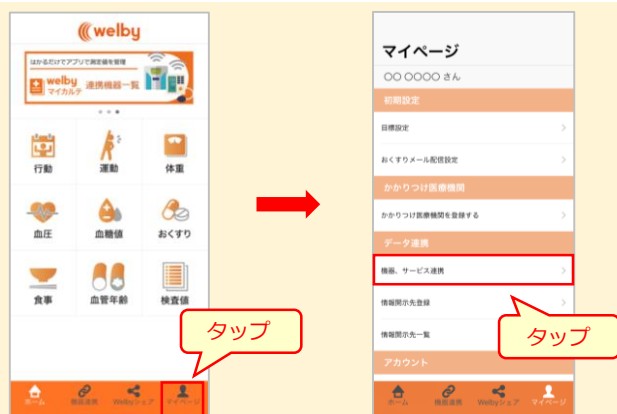 welby
はかるだけでアプリで測定値を管理
welby
マイカルテ
連携機器一覧
行動
運動
体重
血圧
血糖値
おくすり
食事
血管年齢
検査値
タップ
ホーム
機器連携
Welbyシェア
マイページ
マイページ
○○ ○○○○ さん
初期設定
目標設定
おくすりメール配信設定
かかりつけ医療機関
かかりつけ医療機関を登録する
データ連携
機器、サービス連携
情報開示先登録
情報開示先一覧
タップ
アカウント
ホーム
機器連携
Welbyシェア
マイページ